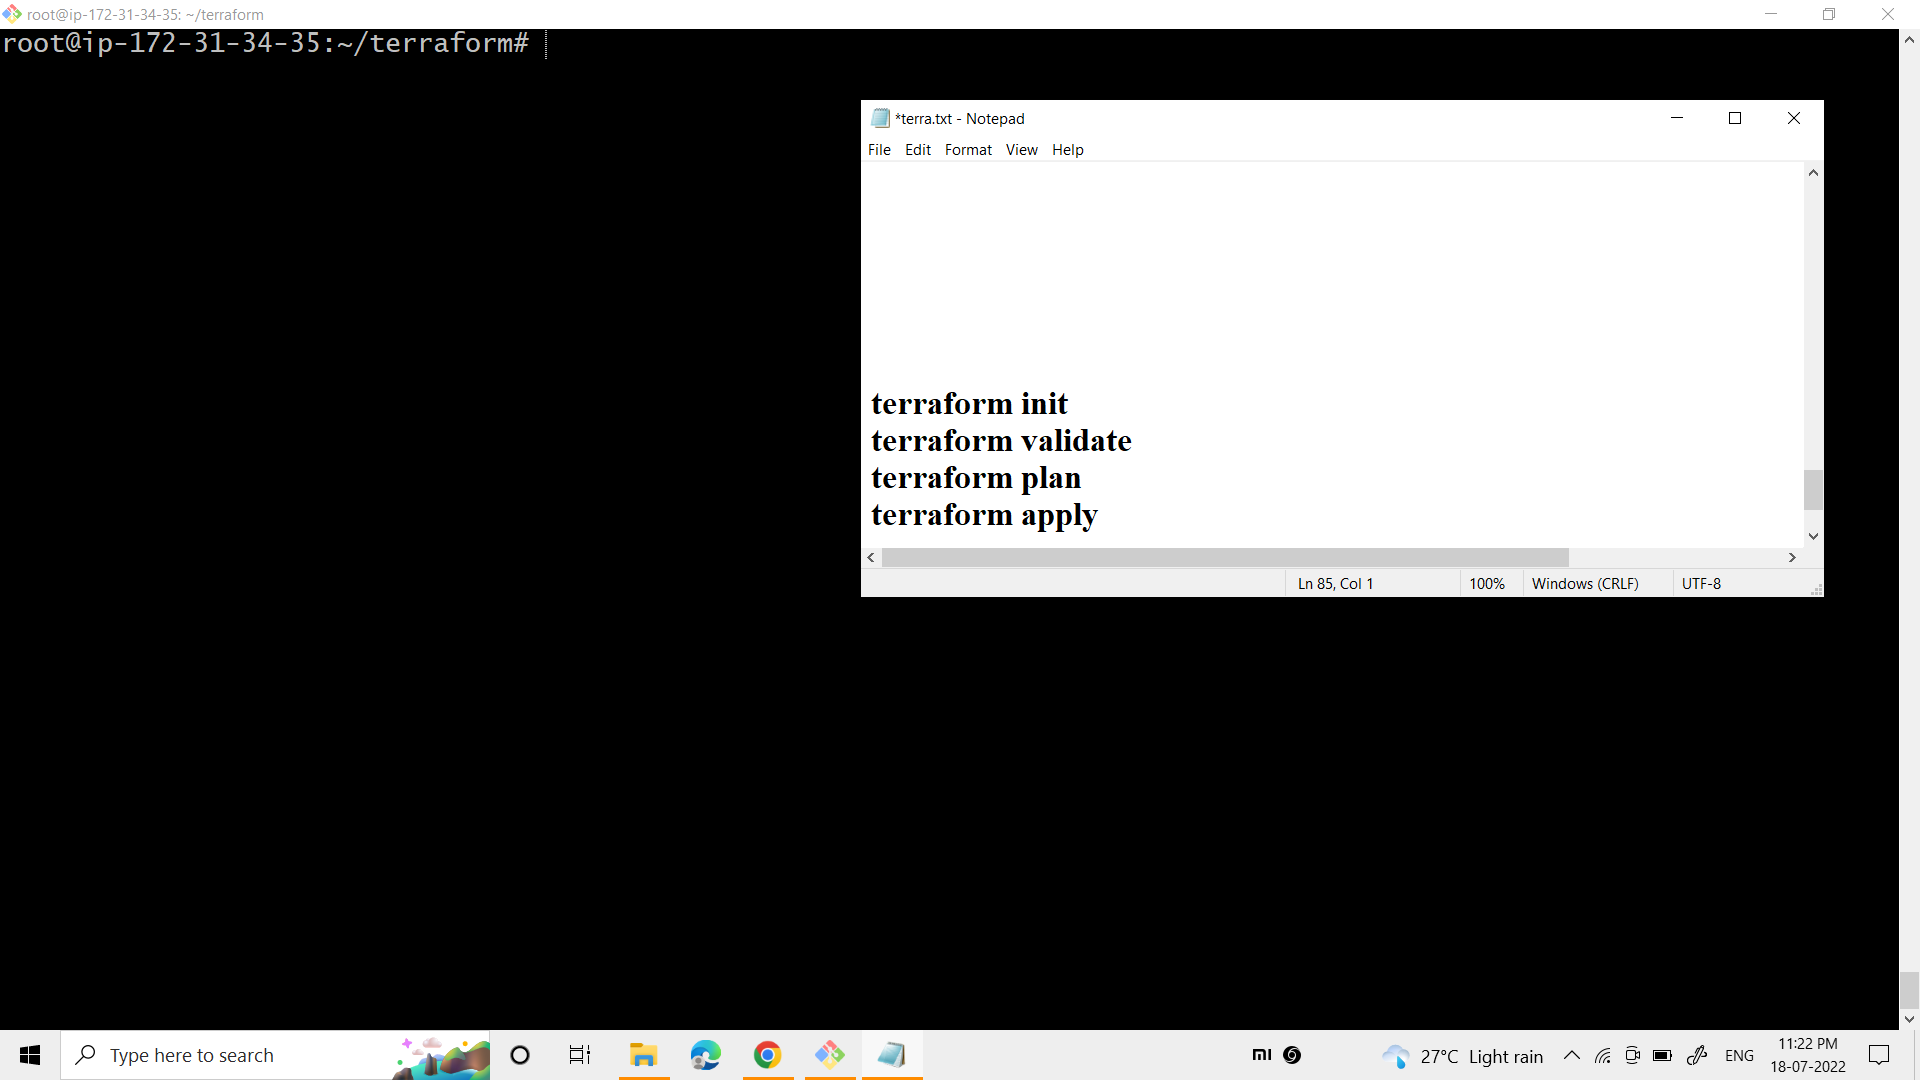 root@ip-172-31-34-35: ~/terraform
root@ip-172-31-34-35:~/terraform#
*terra.txt - Notepad
File Edit Format View Help
terraform init
terraform validate
terraform plan
terraform apply
Ln 85, Col 1 100% Windows (CRLF) UTF-8
Type here to search
27°C Light rain
ENG
11:22 PM
18-07-2022